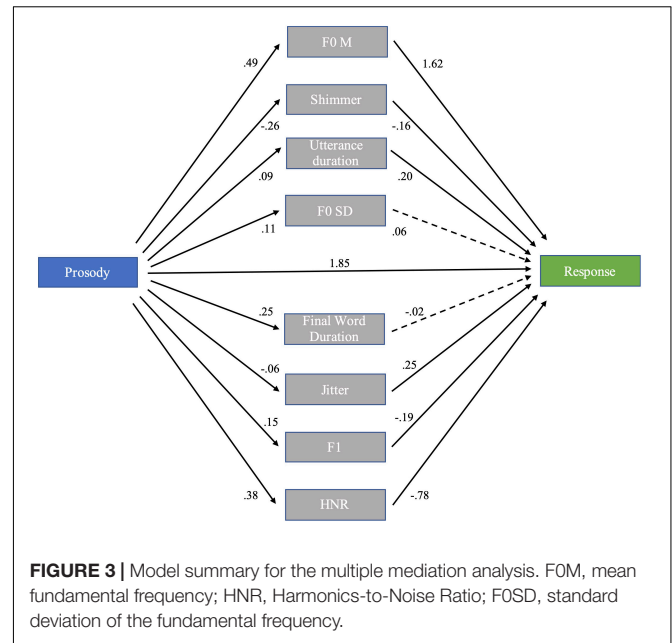 F0 M
.49
1.62
Shimmer
-.26
-.16
Utterance
duration
.09
.20
F0 SD
.11
.06
Prosody
1.85
Response
.25
Final Word
Duration
-.02
-.06
Jitter
.25
.15
F1
-.19
.38
HNR
-.78
FIGURE 3 | Model summary for the multiple mediation analysis. F0M, mean
fundamental frequency; HNR, Harmonics-to-Noise Ratio; F0SD, standard
deviation of the fundamental frequency.